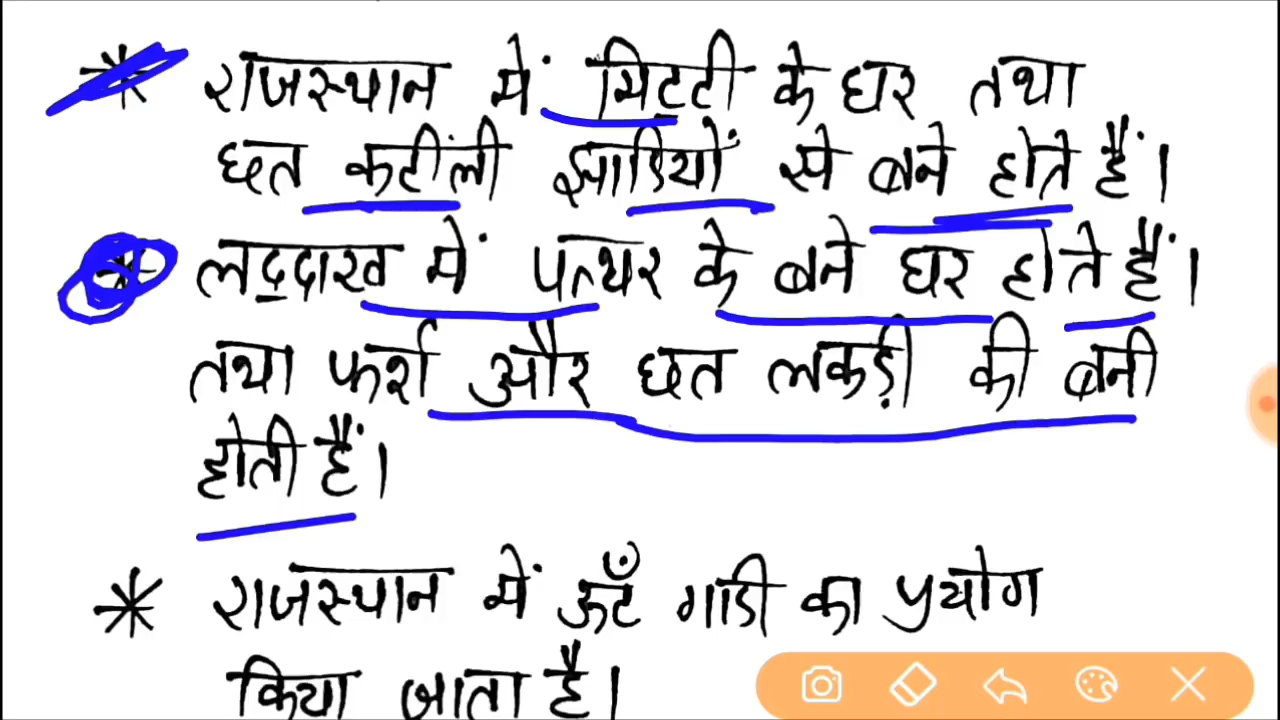 * राजस्थान में मिटटी के घर तथा
छत कटींली झाडियों से बने होते हैं।
* लद्दाख में पत्थर के बने घर होते हैं।
तथा फर्श और छत लकड़ी की बनी
होती हैं।
* राजस्थान में ऊँट गाडी का प्रयोग
किया जाता है।